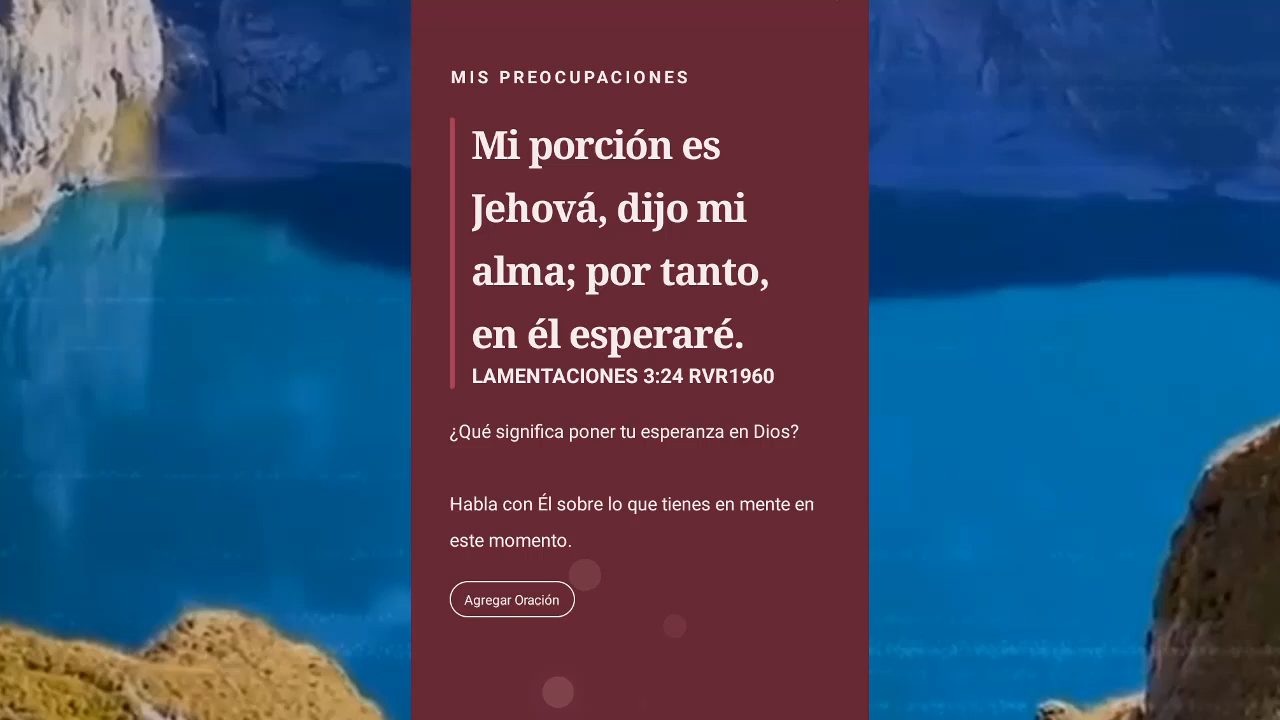 MIS PREOCUPACIONES
Mi porción es
Jehová, dijo mi
alma; por tanto,
en él esperaré.
LAMENTACIONES 3:24 RVR1960
¿Qué significa poner tu esperanza en Dios?
Habla con Él sobre lo que tienes en mente en
este momento.
Agregar Oración